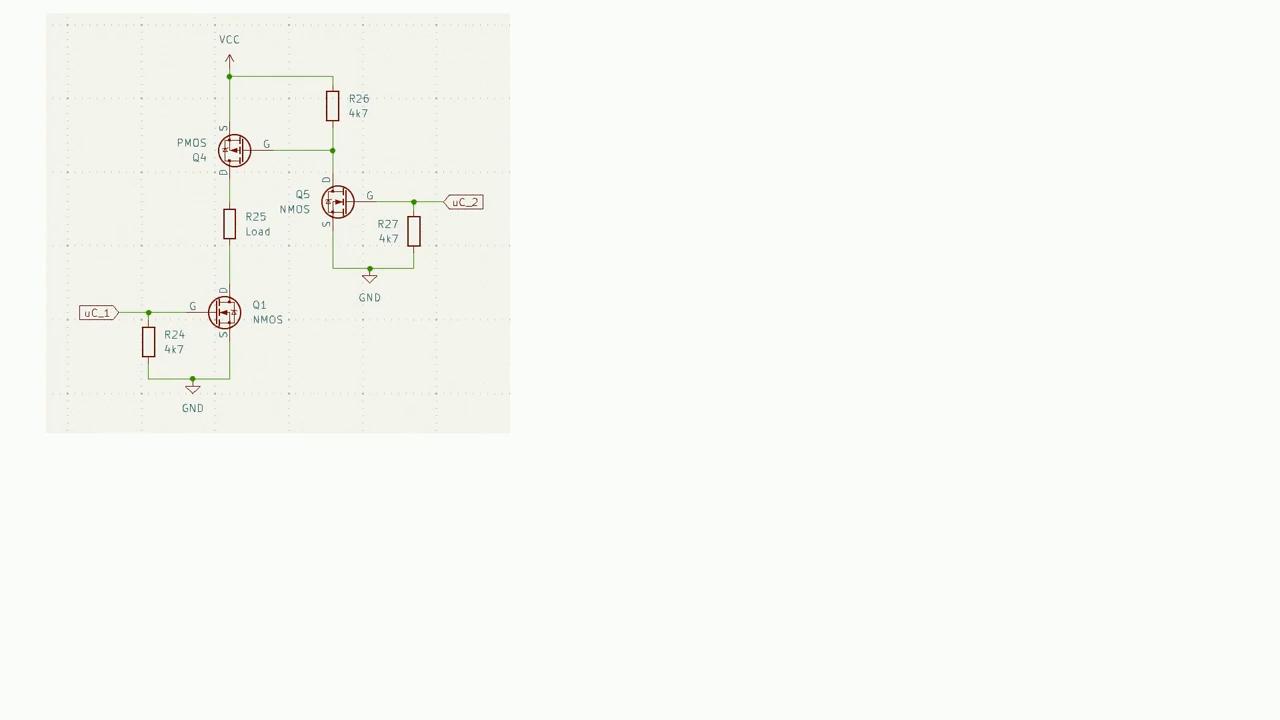 VCC
R26
4k7
S
PMOS
Q4
G
D
D
Q5
NMOS
G
uC_2
S
R27
4k7
R25
Load
GND
D
uC_1
G
Q1
NMOS
S
R24
4k7
GND